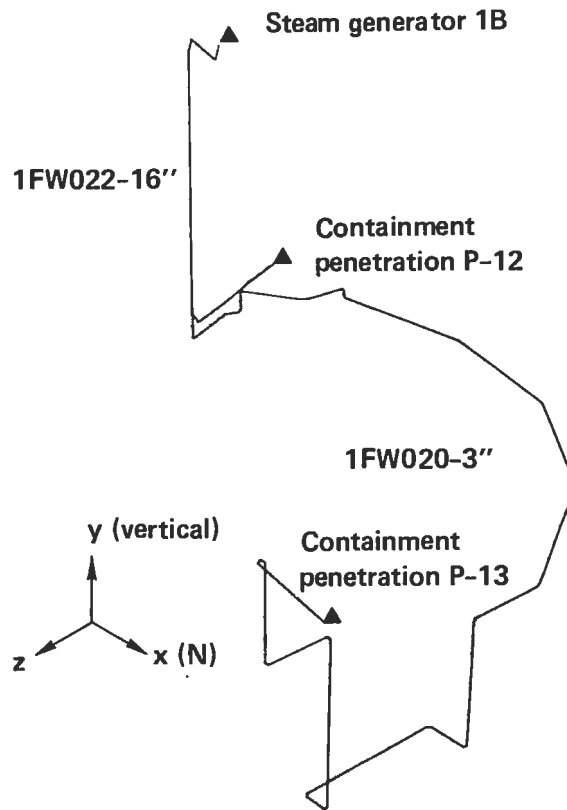 Steam generator 1B
1FW022-16″
Containment
penetration P-12
1FW020-3″
y (vertical)
Containment
penetration P-13
z
x (N)